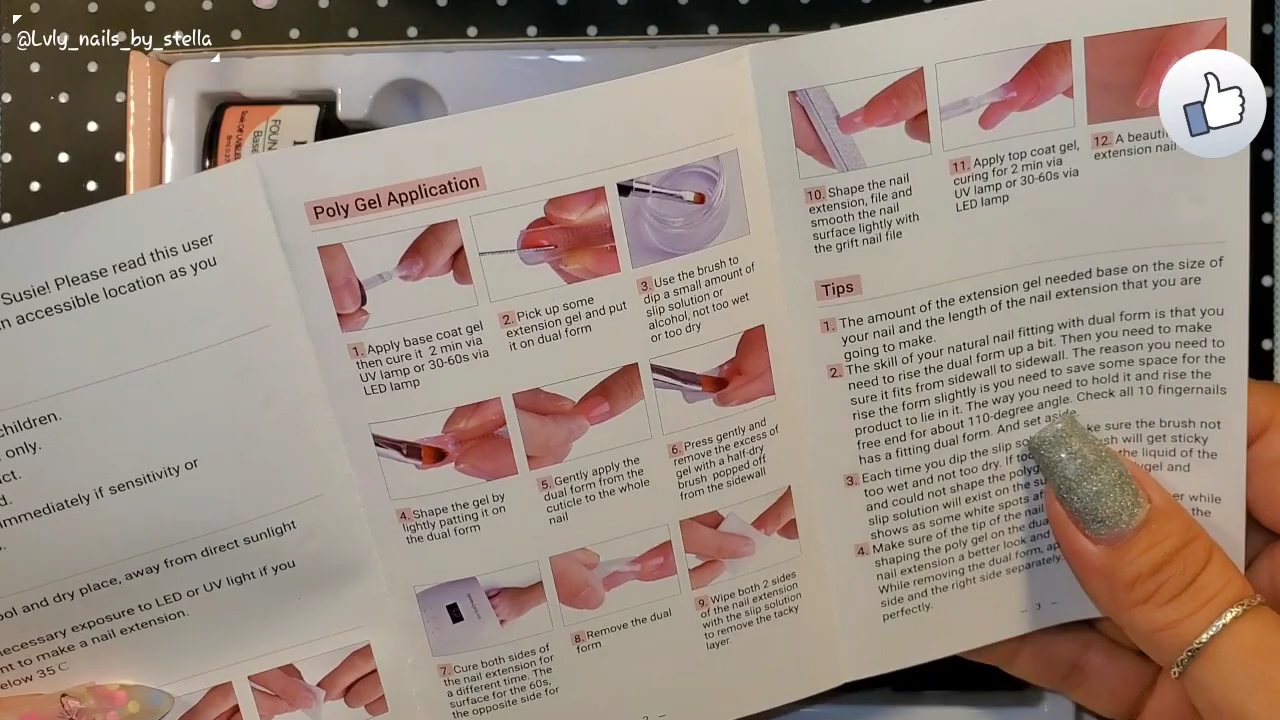 @Lvly_nails_by_stella
FOUN
Base
Susie! Please read this user
accessible location as you
children.
only.
immediately if sensitivity or
dry place, away from direct sunlight
exposure to LED or UV light if you
to make a nail extension.
35℃
Poly Gel Application
1. Apply base coat gel
then cure it 2 min via
UV lamp or 30-60s via
LED lamp
2. Pick up some
extension gel and put
it on dual form
3. Use the brush to
dip a small amount of
slip solution or
alcohol, not too wet
or too dry
4. Shape the gel by
lightly patting it on
the dual form
5. Gently apply the
dual form from the
cuticle to the whole
nail
6. Press gently and
remove the excess of
gel with a half-dry
brush popped off
from the sidewall
7. Cure both sides of
the nail extension for
a different time. The
surface for the 60s,
the opposite side for
8. Remove the dual
form
9. Wipe both 2 sides
of the nail extension
with the slip solution
to remove the tacky
layer.
- 2 -
10. Shape the nail
extension, file and
smooth the nail
surface lightly with
the grift nail file
11. Apply top coat gel,
curing for 2 min via
UV lamp or 30-60s via
LED lamp
12. A
extension nail
Tips
1. The amount of the extension gel needed base on the size of
your nail and the length of the nail extension that you are
going to make.
2. The skill of your natural nail fitting with dual form is that you
need to rise the dual form up a bit. Then you need to make
sure it fits from sidewall to sidewall. The reason you need to
rise the form slightly is you need to save some space for the
product to lie in it. The way you need to hold it and rise the
free end for about 110-degree angle. Check all 10 fingernails
has a fitting dual form. And set aside.
3. Each time you dip the slip sure the brush not
too wet and not too dry. If will get sticky
and could not shape the the liquid of the
slip solution will exist on the and
shows as some white spots
4. Make sure of the tip of the nail while
shaping the poly gel on the the
nail extension a better look and
While removing the dual form,
side and the right side separately
perfectly.
- 3 -